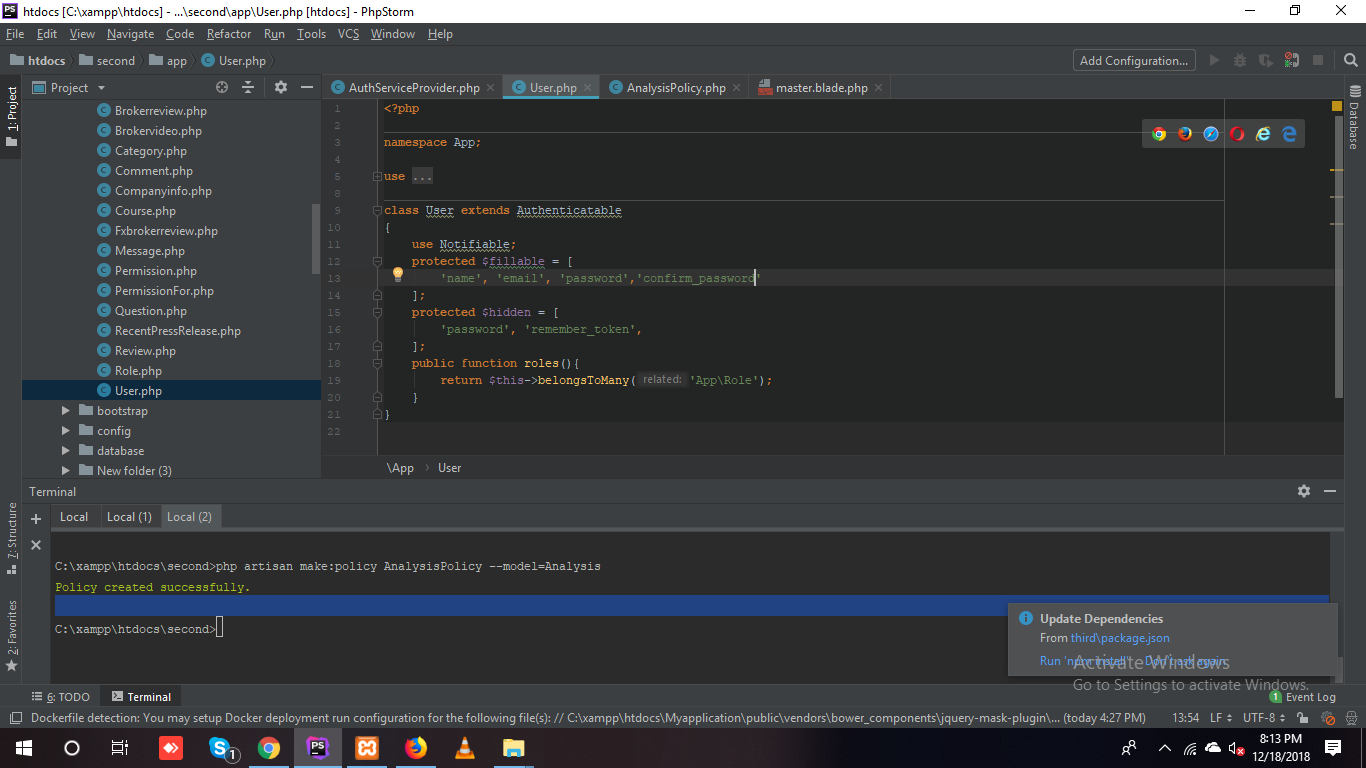 htdocs [C:\xampp\htdocs] - ...\second\app\User.php [htdocs] - PhpStorm
File Edit View Navigate Code Refactor Run Tools VCS Window Help
htdocs second app User.php Add Configuration...
1: Project
Project
AuthServiceProvider.php User.php AnalysisPolicy.php master.blade.php
Database
Brokerreview.php
Brokervideo.php
Category.php
Comment.php
Companyinfo.php
Course.php
Fxbrokerreview.php
Message.php
Permission.php
PermissionFor.php
Question.php
RecentPressRelease.php
Review.php
Role.php
User.php
bootstrap
config
database
New folder (3)
1 <?php
2
3 namespace App;
4
5 use ...
8
9 class User extends Authenticatable
10 {
11 use Notifiable;
12 protected $fillable = [
13 'name', 'email', 'password','confirm_password'
14 ];
15 protected $hidden = [
16 'password', 'remember_token',
17 ];
18 public function roles(){
19 return $this->belongsToMany( related: 'App\Role');
20 }
21 }
22
\App › User
Terminal
Local Local (1) Local (2)
7: Structure
2: Favorites
C:\xampp\htdocs\second>php artisan make:policy AnalysisPolicy --model=Analysis
Policy created successfully.
C:\xampp\htdocs\second>
Update Dependencies
From third\package.json
Run 'npm install' Don't ask again
Activate Windows
Go to Settings to activate Windows.
6: TODO Terminal 1 Event Log
Dockerfile detection: You may setup Docker deployment run configuration for the following file(s): // C:\xampp\htdocs\Myapplication\public\vendors\bower_components\jquery-mask-plugin\... (today 4:27 PM) 13:54 LF UTF-8
1
PS
8:13 PM
12/18/2018